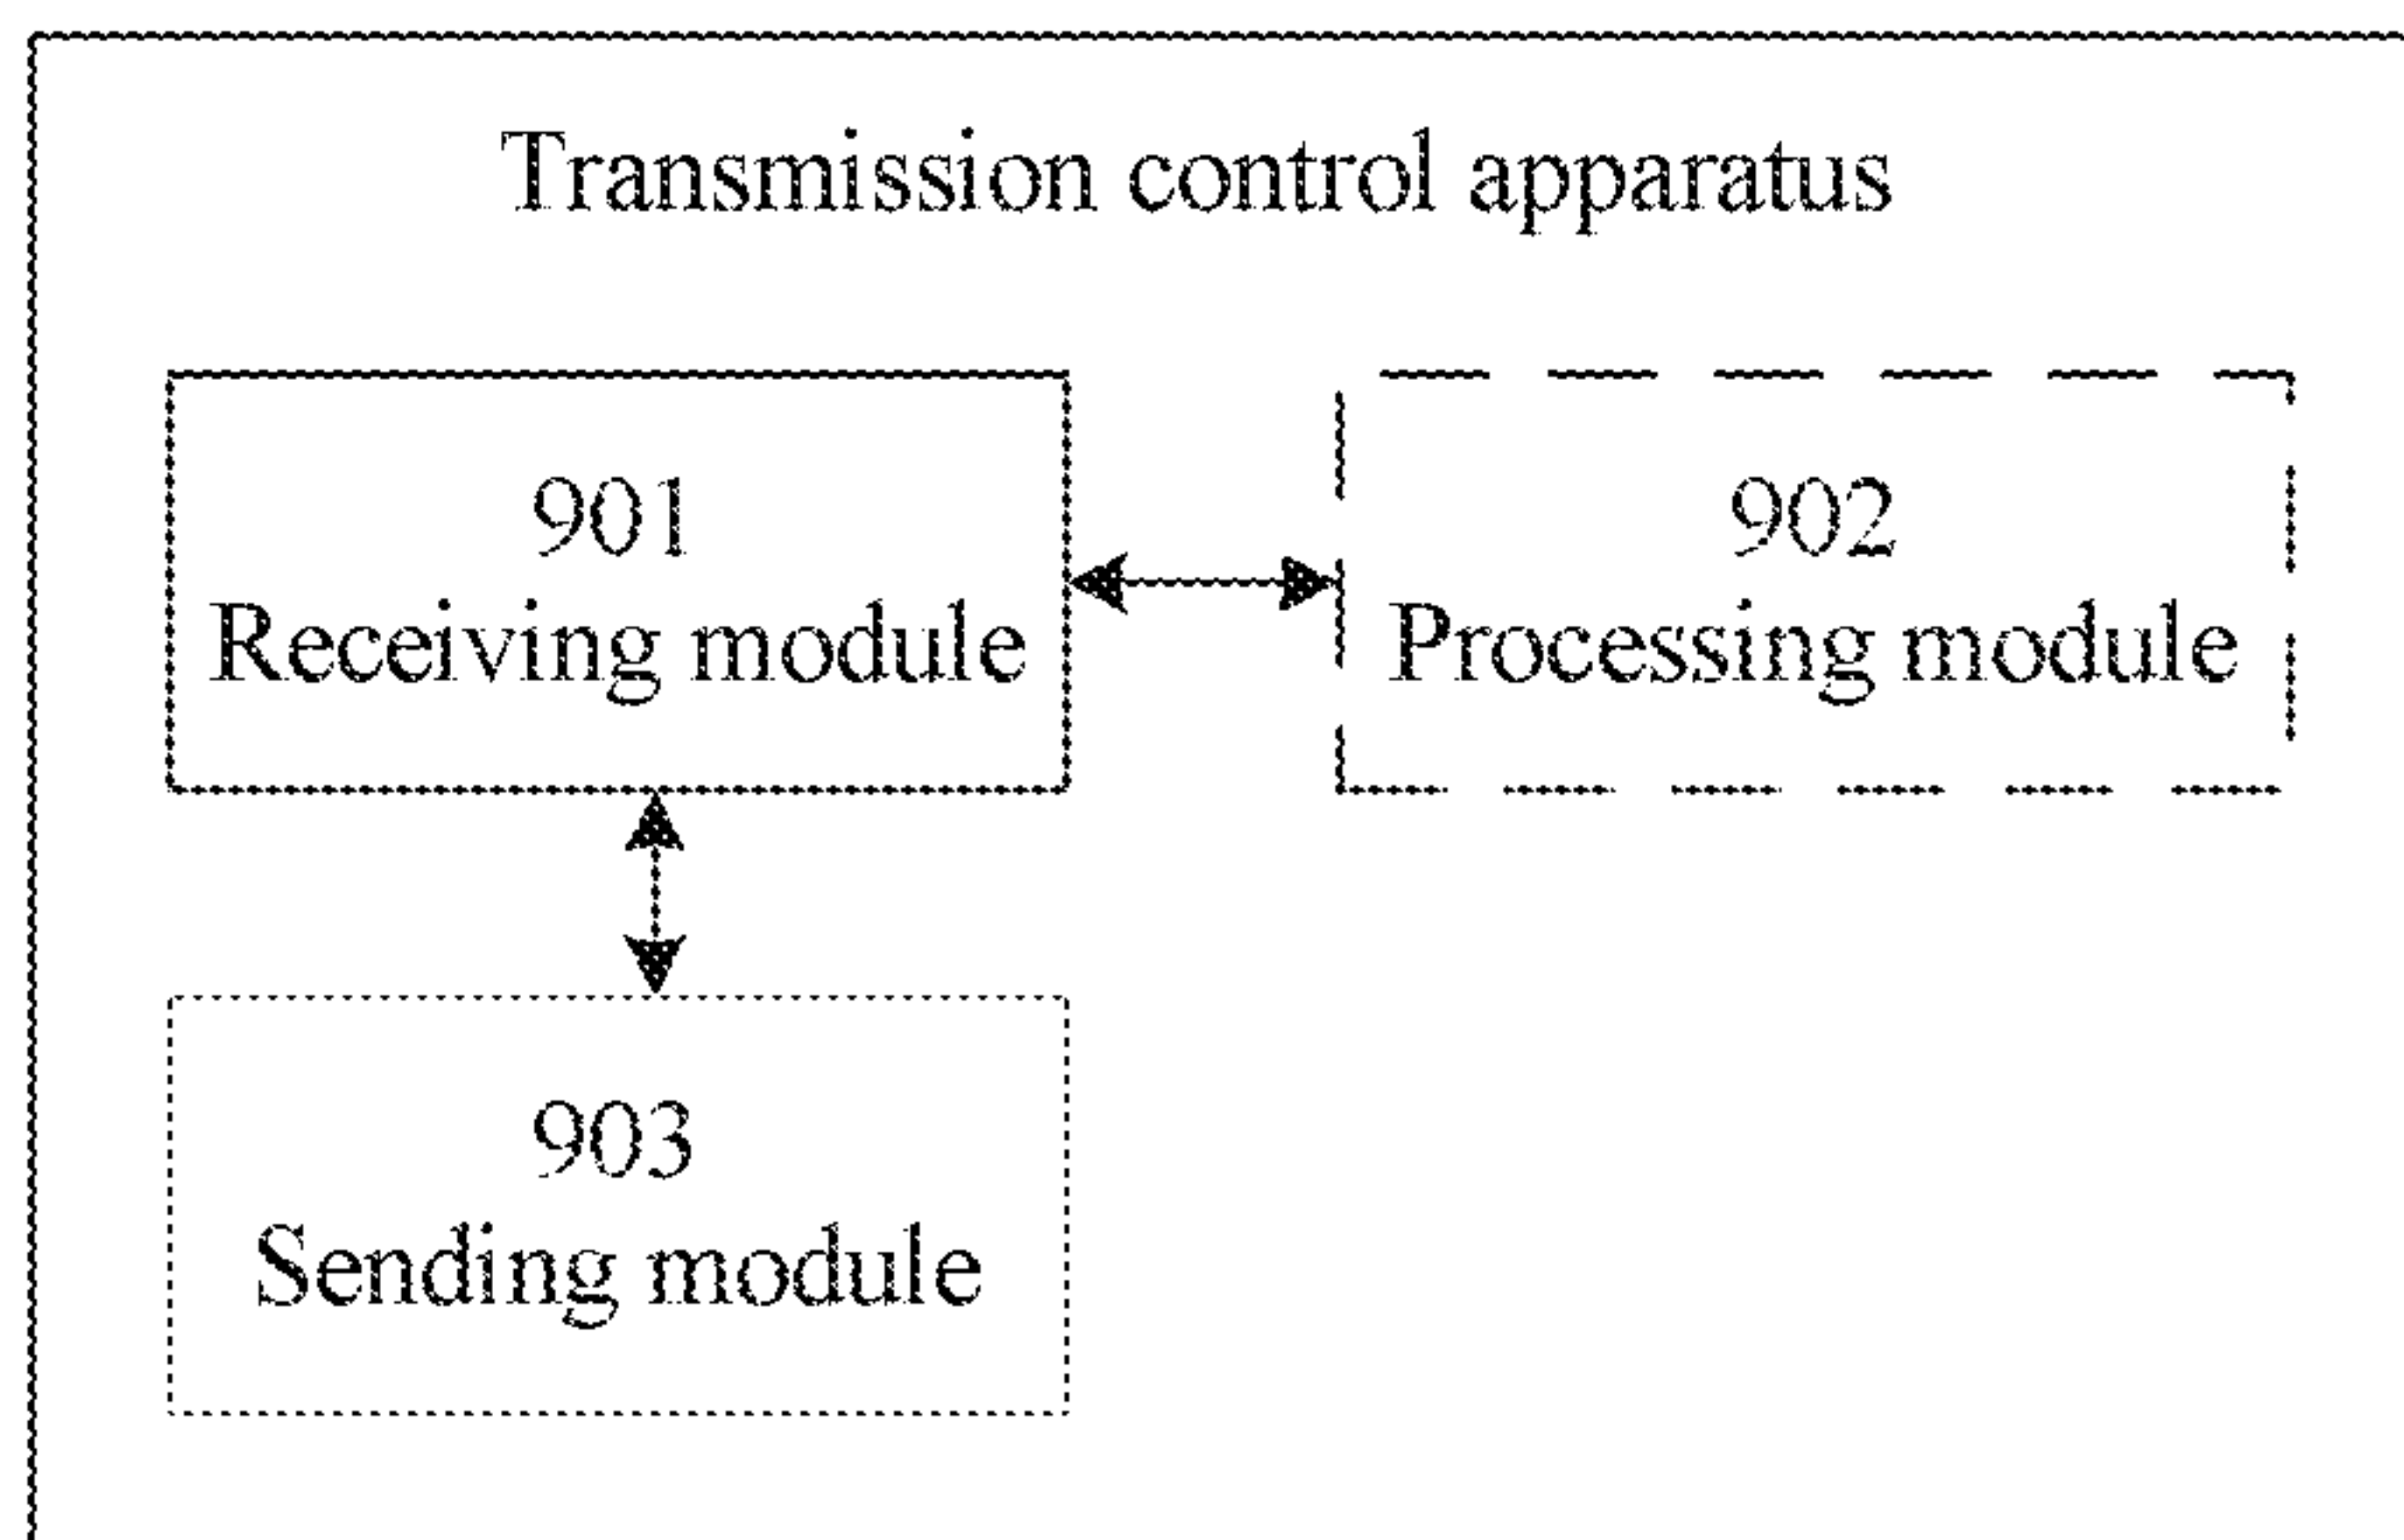 Transmission control apparatus
901
Receiving module
902
Processing module
903
Sending module